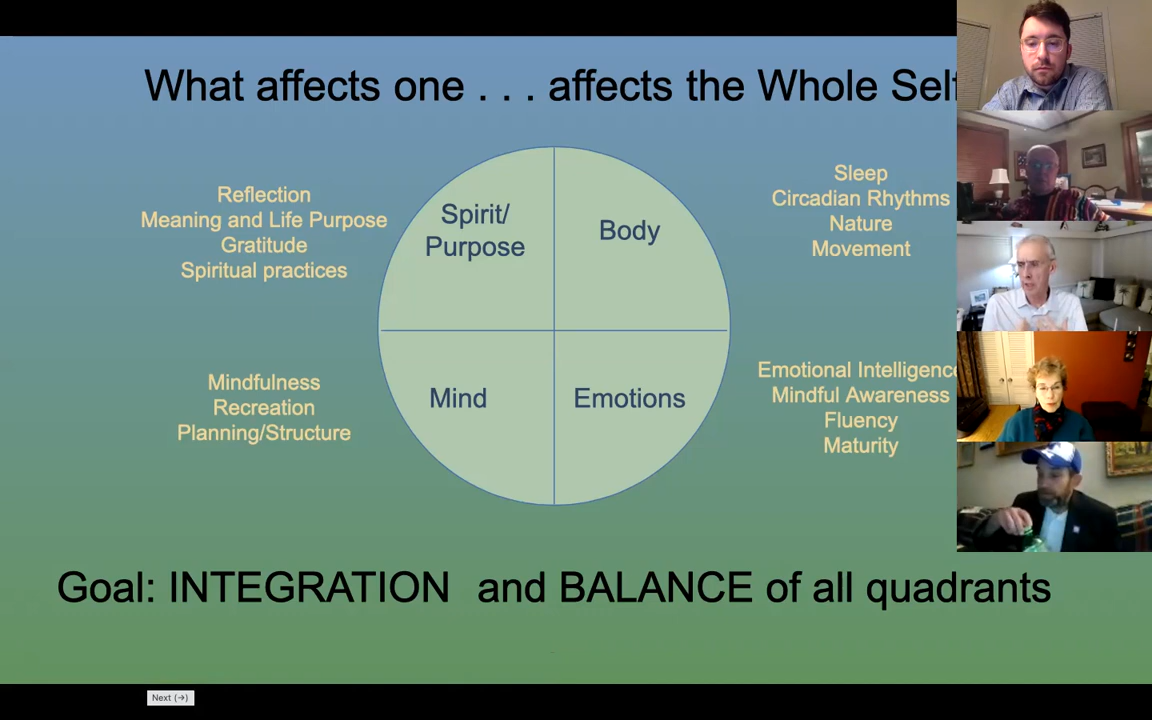 What affects one . . . affects the Whole Self
Reflection
Meaning and Life Purpose
Gratitude
Spiritual practices
Spirit/
Purpose
Body
Sleep
Circadian Rhythms
Nature
Movement
Mindfulness
Recreation
Planning/Structure
Mind
Emotions
Emotional Intelligence
Mindful Awareness
Fluency
Maturity
Goal: INTEGRATION and BALANCE of all quadrants
Next (→)